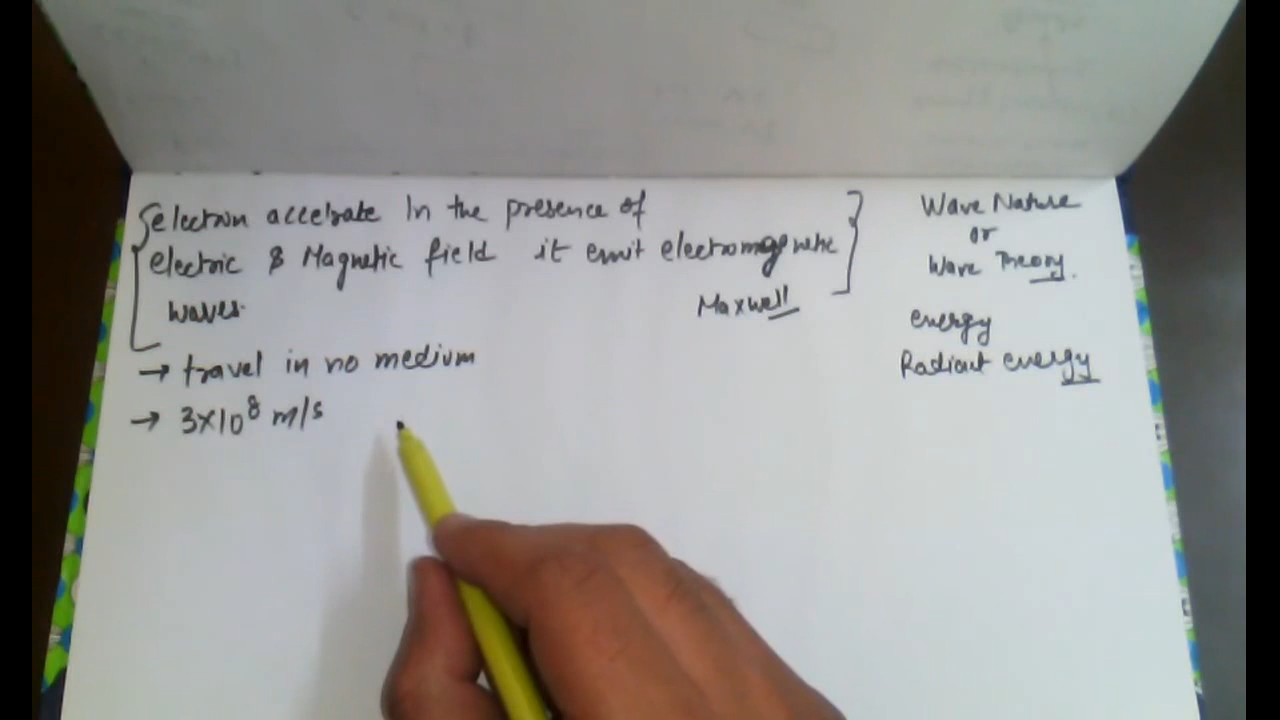 electron accelrate In the presence of
electric & Magnetic field it emit electromagnetic
waves.
Maxwell
→ travel in no medium
→ 3×10⁸ m/s
Wave Nature
or
Wave Theory
energy
Radiant energy